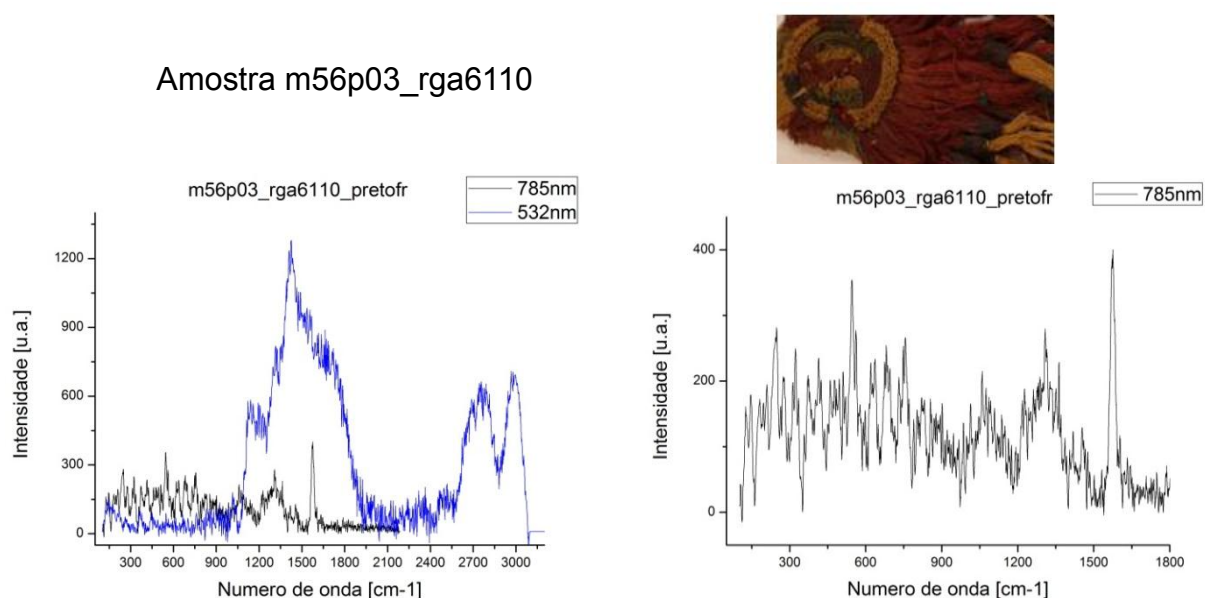 Amostra m56p03_rga6110
m56p03_rga6110_pretofr
785nm
532nm
1200
900
600
300
0
Intensidade [u.a.]
300 600 900 1200 1500 1800 2100 2400 2700 3000
Numero de onda [cm-1]
m56p03_rga6110_pretofr
785nm
400
200
0
Intensidade [u.a.]
300 600 900 1200 1500 1800
Numero de onda [cm-1]